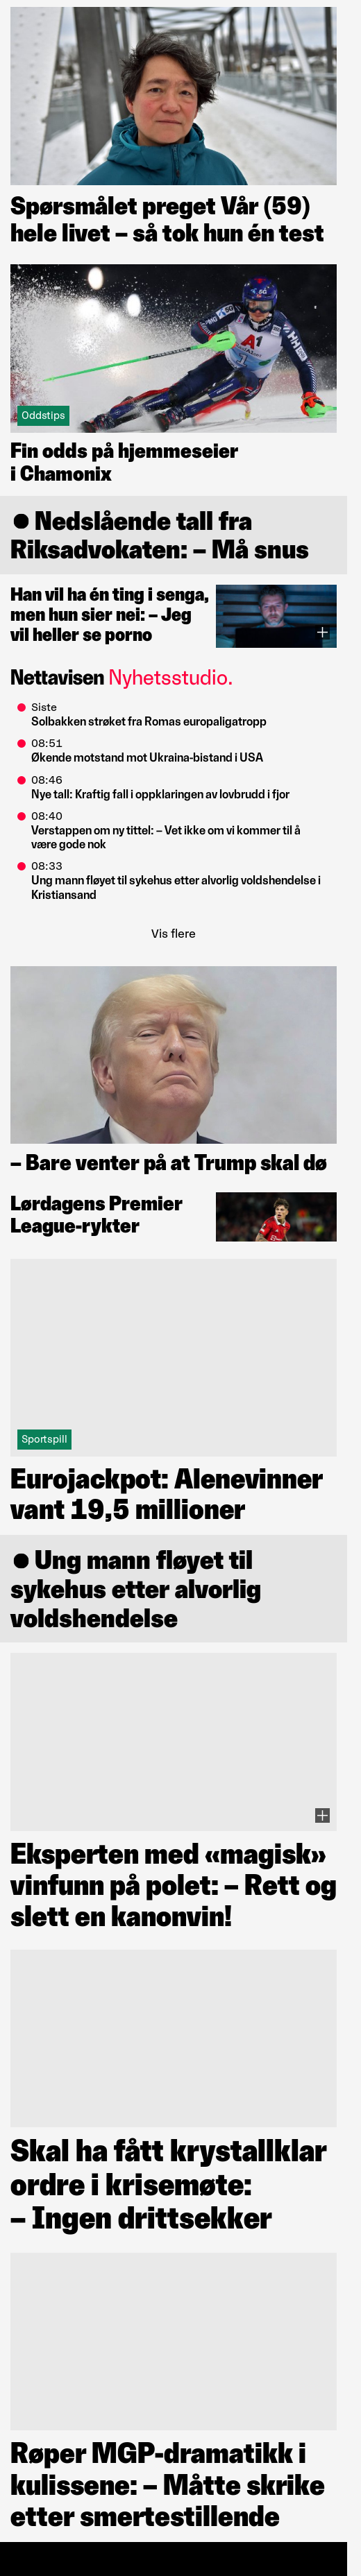 Spørsmålet preget Vår (59)
hele livet – så tok hun én test
Oddstips
Fin odds på hjemmeseier
i Chamonix
Nedslående tall fra
Riksadvokaten: – Må snus
Han vil ha én ting i senga,
men hun sier nei: – Jeg
vil heller se porno
Nettavisen Nyhetsstudio.
Siste
Solbakken strøket fra Romas europaligatropp
08:51
Økende motstand mot Ukraina-bistand i USA
08:46
Nye tall: Kraftig fall i oppklaringen av lovbrudd i fjor
08:40
Verstappen om ny tittel: – Vet ikke om vi kommer til å
være gode nok
08:33
Ung mann fløyet til sykehus etter alvorlig voldshendelse i
Kristiansand
Vis flere
– Bare venter på at Trump skal dø
Lørdagens Premier
League-rykter
Sportspill
Eurojackpot: Alenevinner
vant 19,5 millioner
Ung mann fløyet til
sykehus etter alvorlig
voldshendelse
Eksperten med «magisk»
vinfunn på polet: – Rett og
slett en kanonvin!
Skal ha fått krystallklar
ordre i krisemøte:
– Ingen drittsekker
Røper MGP-dramatikk i
kulissene: – Måtte skrike
etter smertestillende